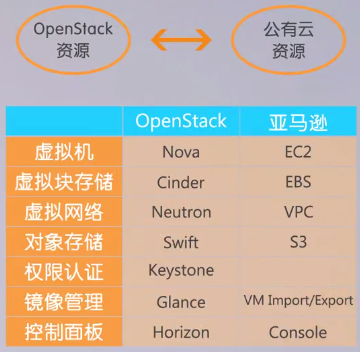 OpenStack
资源
公有云
资源
OpenStack 亚马逊
虚拟机 Nova EC2
虚拟块存储 Cinder EBS
虚拟网络 Neutron VPC
对象存储 Swift S3
权限认证 Keystone
镜像管理 Glance VM Import/Export
控制面板 Horizon Console